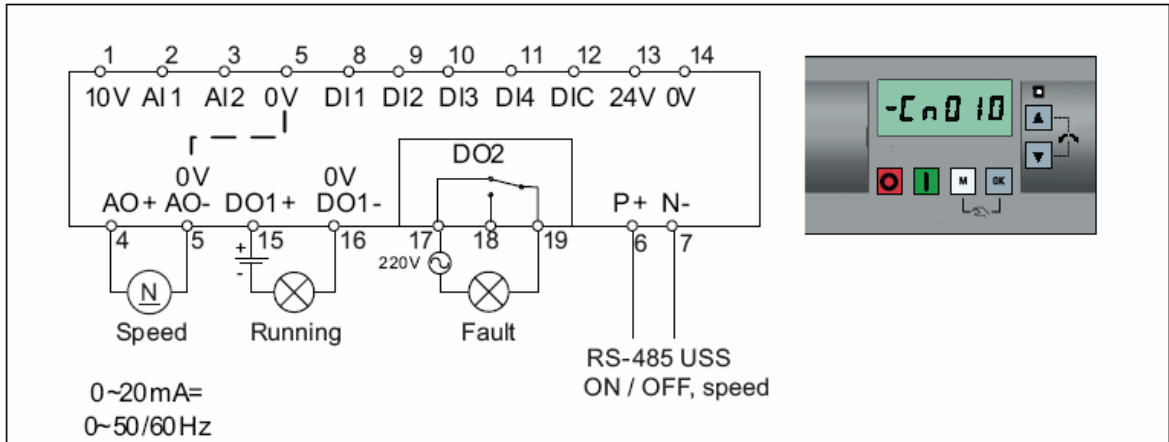 1 2 3 5 8 9 10 11 12 13 14
10V AI1 AI2 0V DI1 DI2 DI3 DI4 DIC 24V 0V
-Cn010
DO2
0V 0V
AO+ AO- DO1+ DO1- P+ N-
4 5 15 16 17 18 19 6 7
M OK
+
-
220V
N
Speed Running Fault
RS-485 USS
ON / OFF, speed
0~20mA=
0~50/60Hz